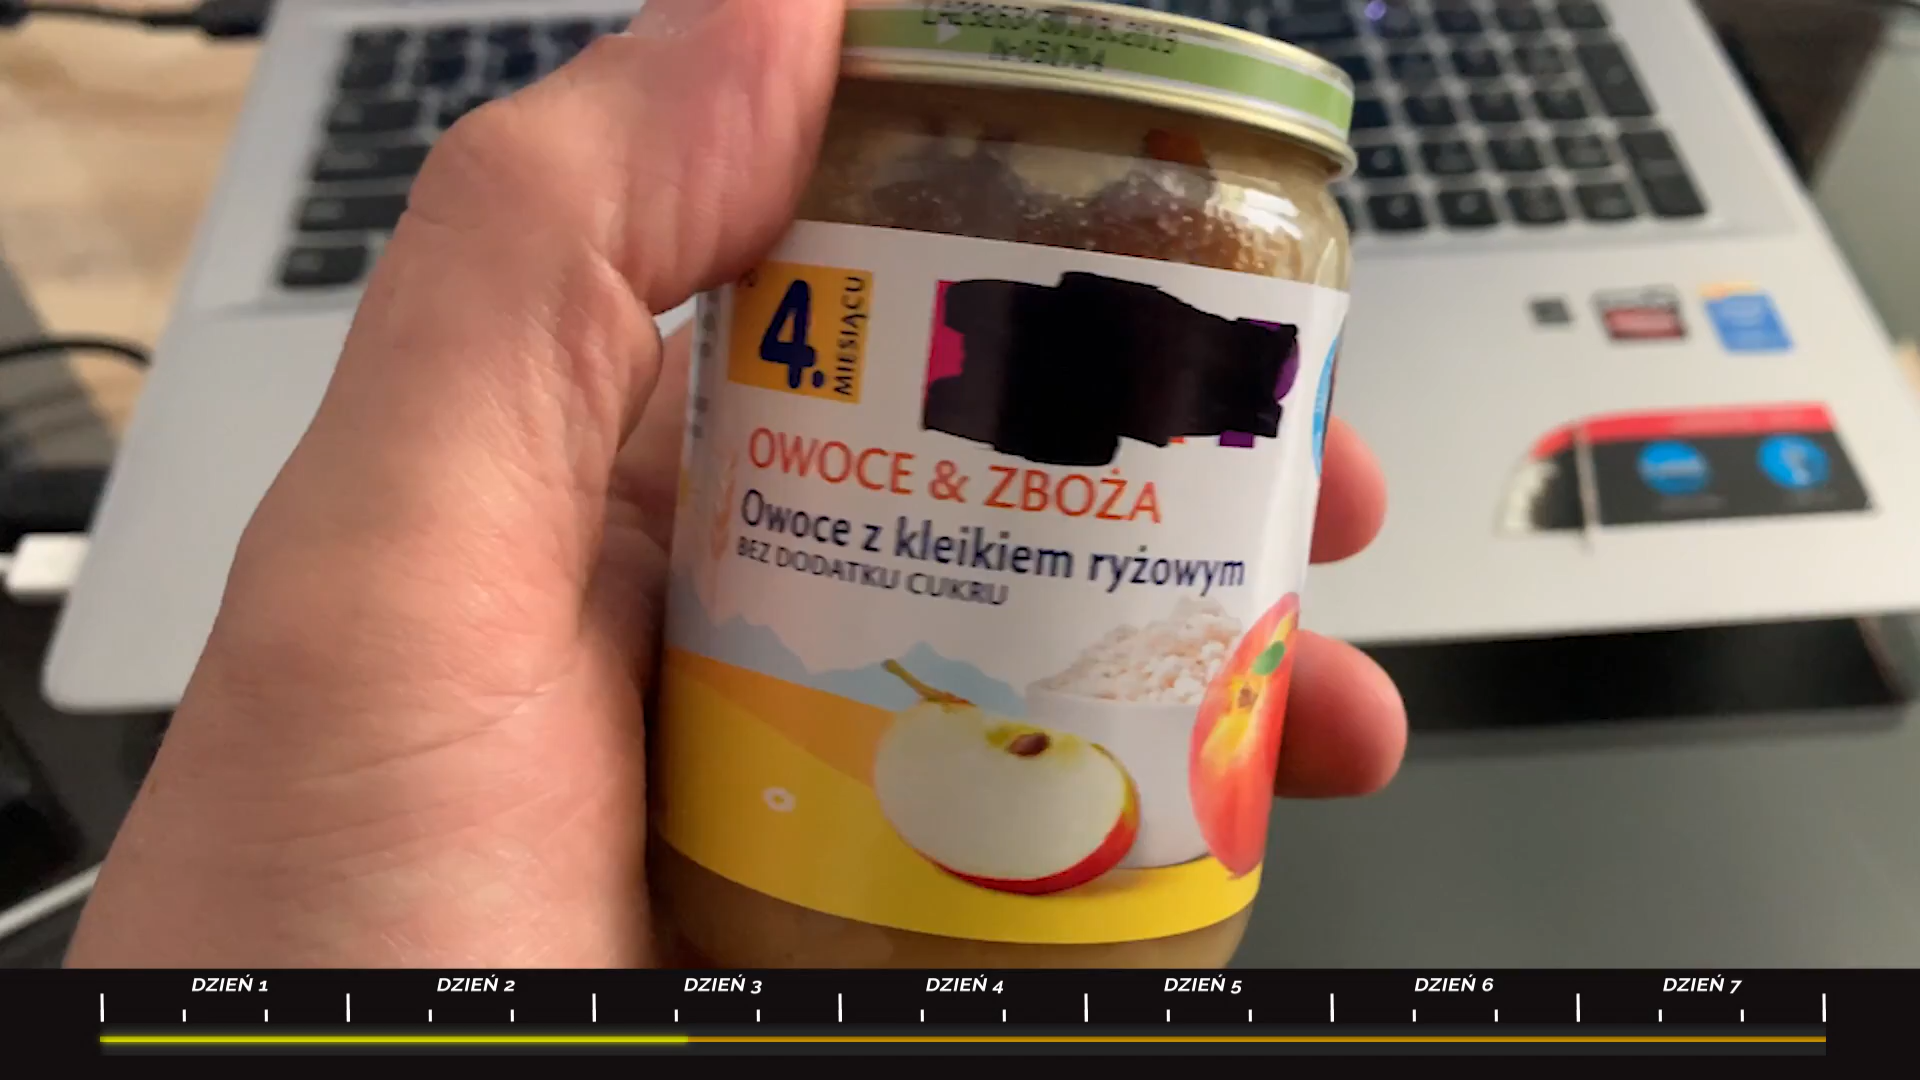 №051704
4.
MIESIĄCU
OWOCE & ZBOŻA
Owoce z kleikiem ryżowym
BEZ DODATKU CUKRU
DZIEŃ 1 DZIEŃ 2 DZIEŃ 3 DZIEŃ 4 DZIEŃ 5 DZIEŃ 6 DZIEŃ 7